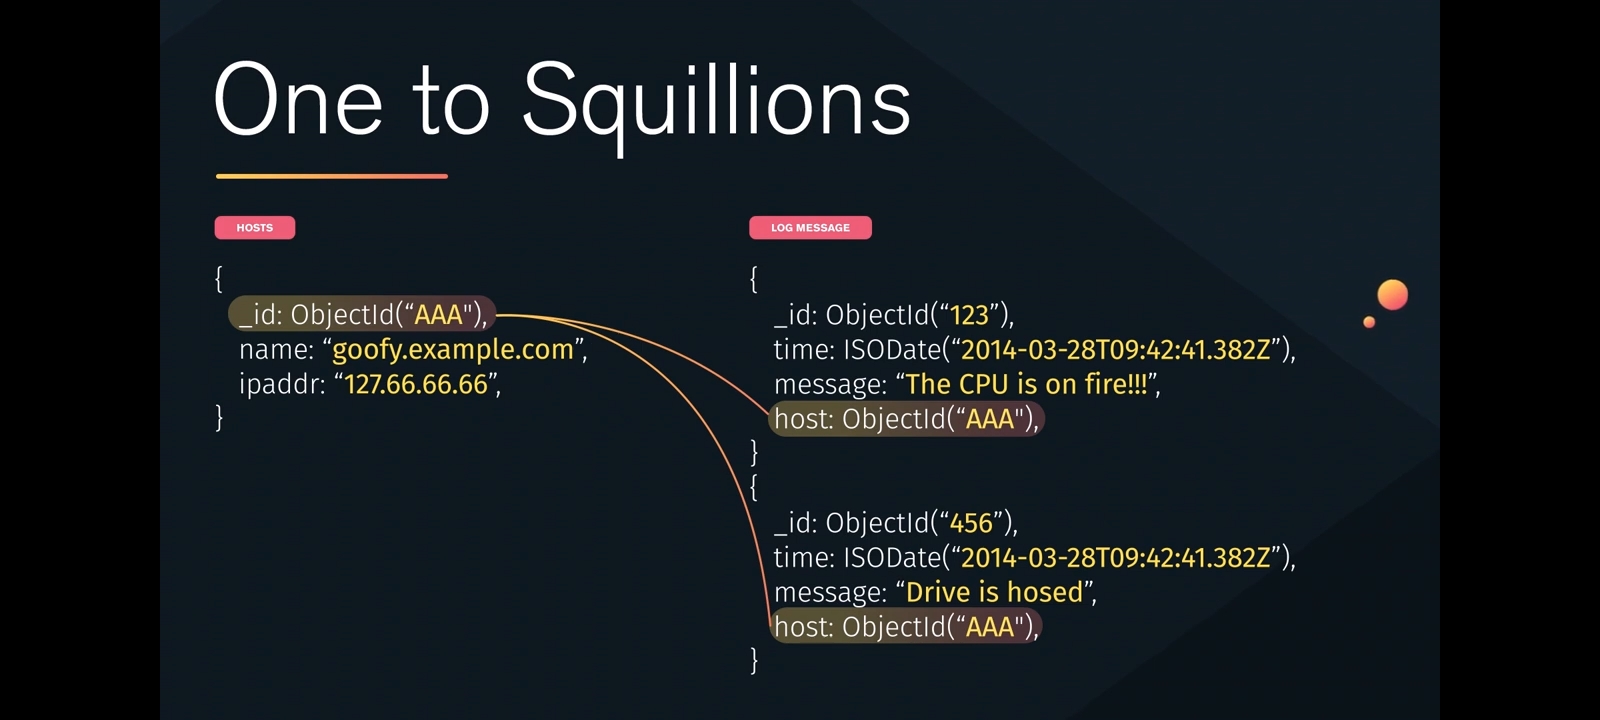 One to Squillions
HOSTS
{
_id: ObjectId(“AAA"),
name: “goofy.example.com”,
ipaddr: “127.66.66.66”,
}
LOG MESSAGE
{
_id: ObjectId(“123”),
time: ISODate(“2014-03-28T09:42:41.382Z”),
message: “The CPU is on fire!!!”,
host: ObjectId(“AAA"),
}
{
_id: ObjectId(“456”),
time: ISODate(“2014-03-28T09:42:41.382Z”),
message: “Drive is hosed”,
host: ObjectId(“AAA"),
}